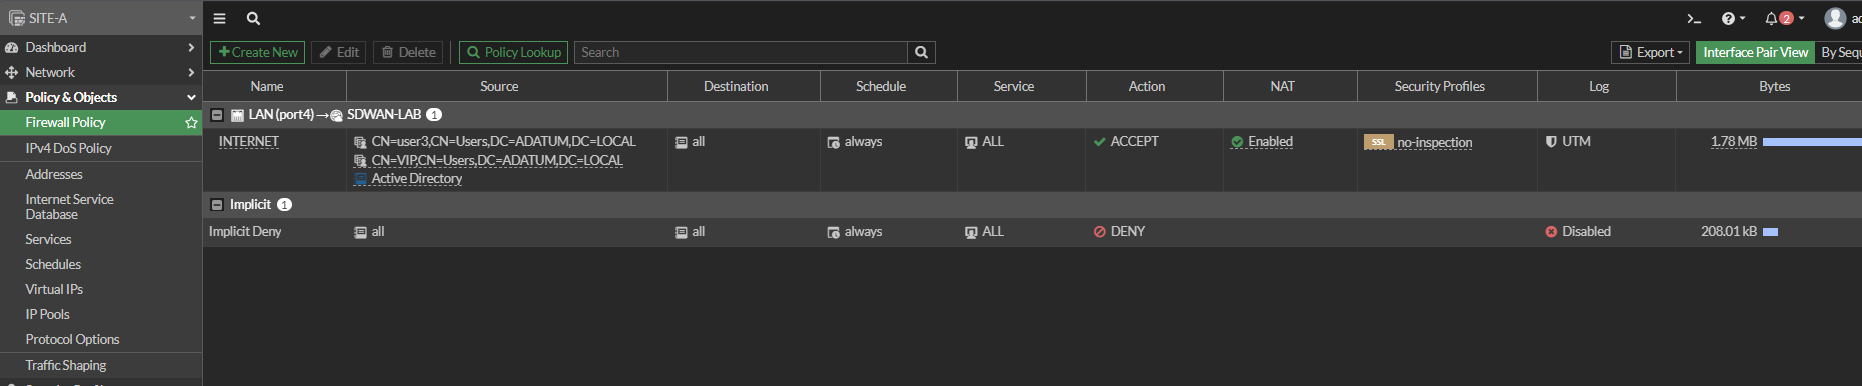 SITE-A
2
Dashboard
Create New Edit Delete Policy Lookup Search Export Interface Pair View
Network
Name Source Destination Schedule Service Action NAT Security Profiles Log Bytes
Policy & Objects
LAN (port4) → SDWAN-LAB 1
Firewall Policy
INTERNET CN=user3,CN=Users,DC=ADATUM,DC=LOCAL all always ALL ACCEPT Enabled SSL no-inspection UTM 1.78 MB
CN=VIP,CN=Users,DC=ADATUM,DC=LOCAL
Active Directory
IPv4 DoS Policy
Addresses
Internet Service
Database
Implicit 1
Implicit Deny all all always ALL DENY Disabled 208.01 kB
Services
Schedules
Virtual IPs
IP Pools
Protocol Options
Traffic Shaping